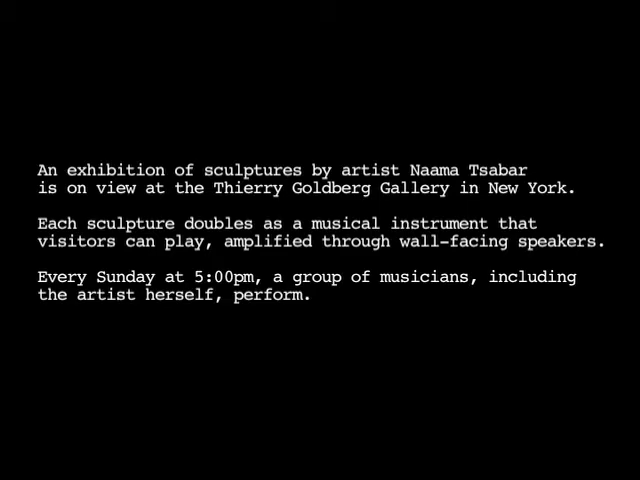 An exhibition of sculptures by artist Naama Tsabar
is on view at the Thierry Goldberg Gallery in New York.
Each sculpture doubles as a musical instrument that
visitors can play, amplified through wall-facing speakers.
Every Sunday at 5:00pm, a group of musicians, including
the artist herself, perform.